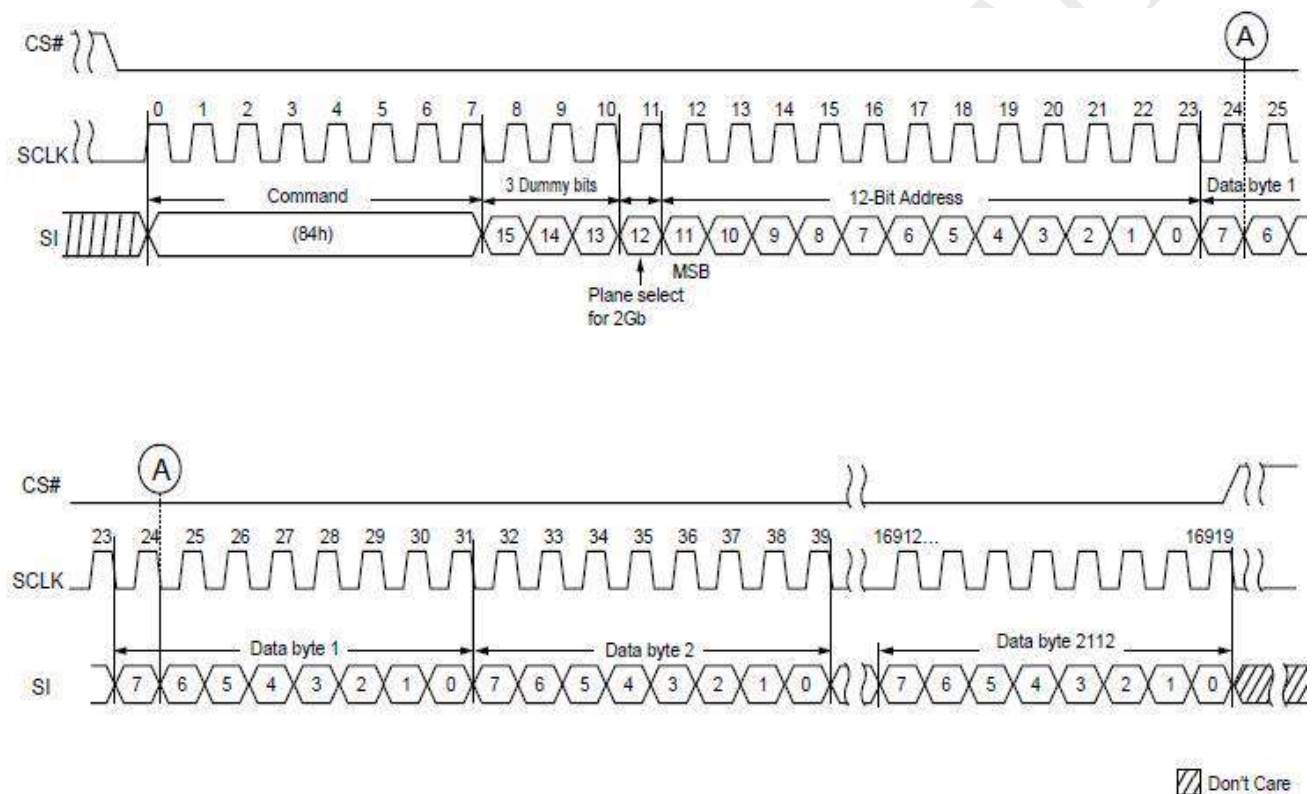 CS#
A
0 1 2 3 4 5 6 7 8 9 10 11 12 13 14 15 16 17 18 19 20 21 22 23 24 25
SCLK
Command 3 Dummy bits 12-Bit Address Data byte 1
SI (84h) 15 14 13 12 11 10 9 8 7 6 5 4 3 2 1 0 7 6
MSB
Plane select
for 2Gb
A
CS#
23 24 25 26 27 28 29 30 31 32 33 34 35 36 37 38 39 16912... 16919
SCLK
Data byte 1 Data byte 2 Data byte 2112
SI 7 6 5 4 3 2 1 0 7 6 5 4 3 2 1 0 7 6 5 4 3 2 1 0
Don't Care